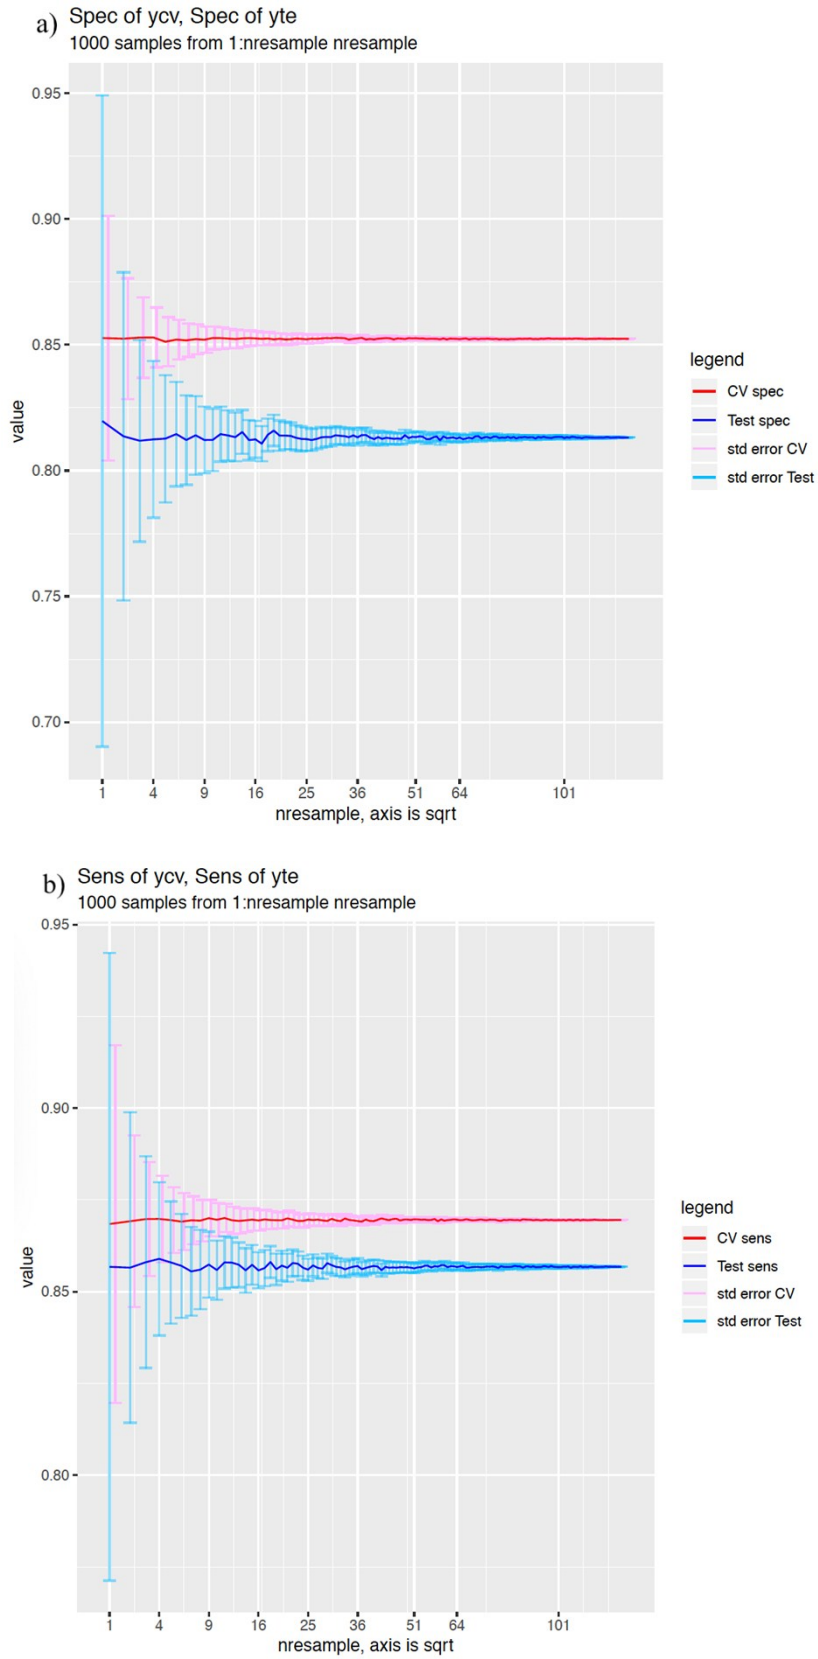 a) Spec of ycv, Spec of yte
1000 samples from 1:nresample nresample
0.95
0.90
0.85
0.80
0.75
0.70
value
1 4 9 16 25 36 51 64 101
nresample, axis is sqrt
legend
CV spec
Test spec
std error CV
std error Test
b) Sens of ycv, Sens of yte
1000 samples from 1:nresample nresample
0.95
0.90
0.85
0.80
value
1 4 9 16 25 36 51 64 101
nresample, axis is sqrt
legend
CV sens
Test sens
std error CV
std error Test